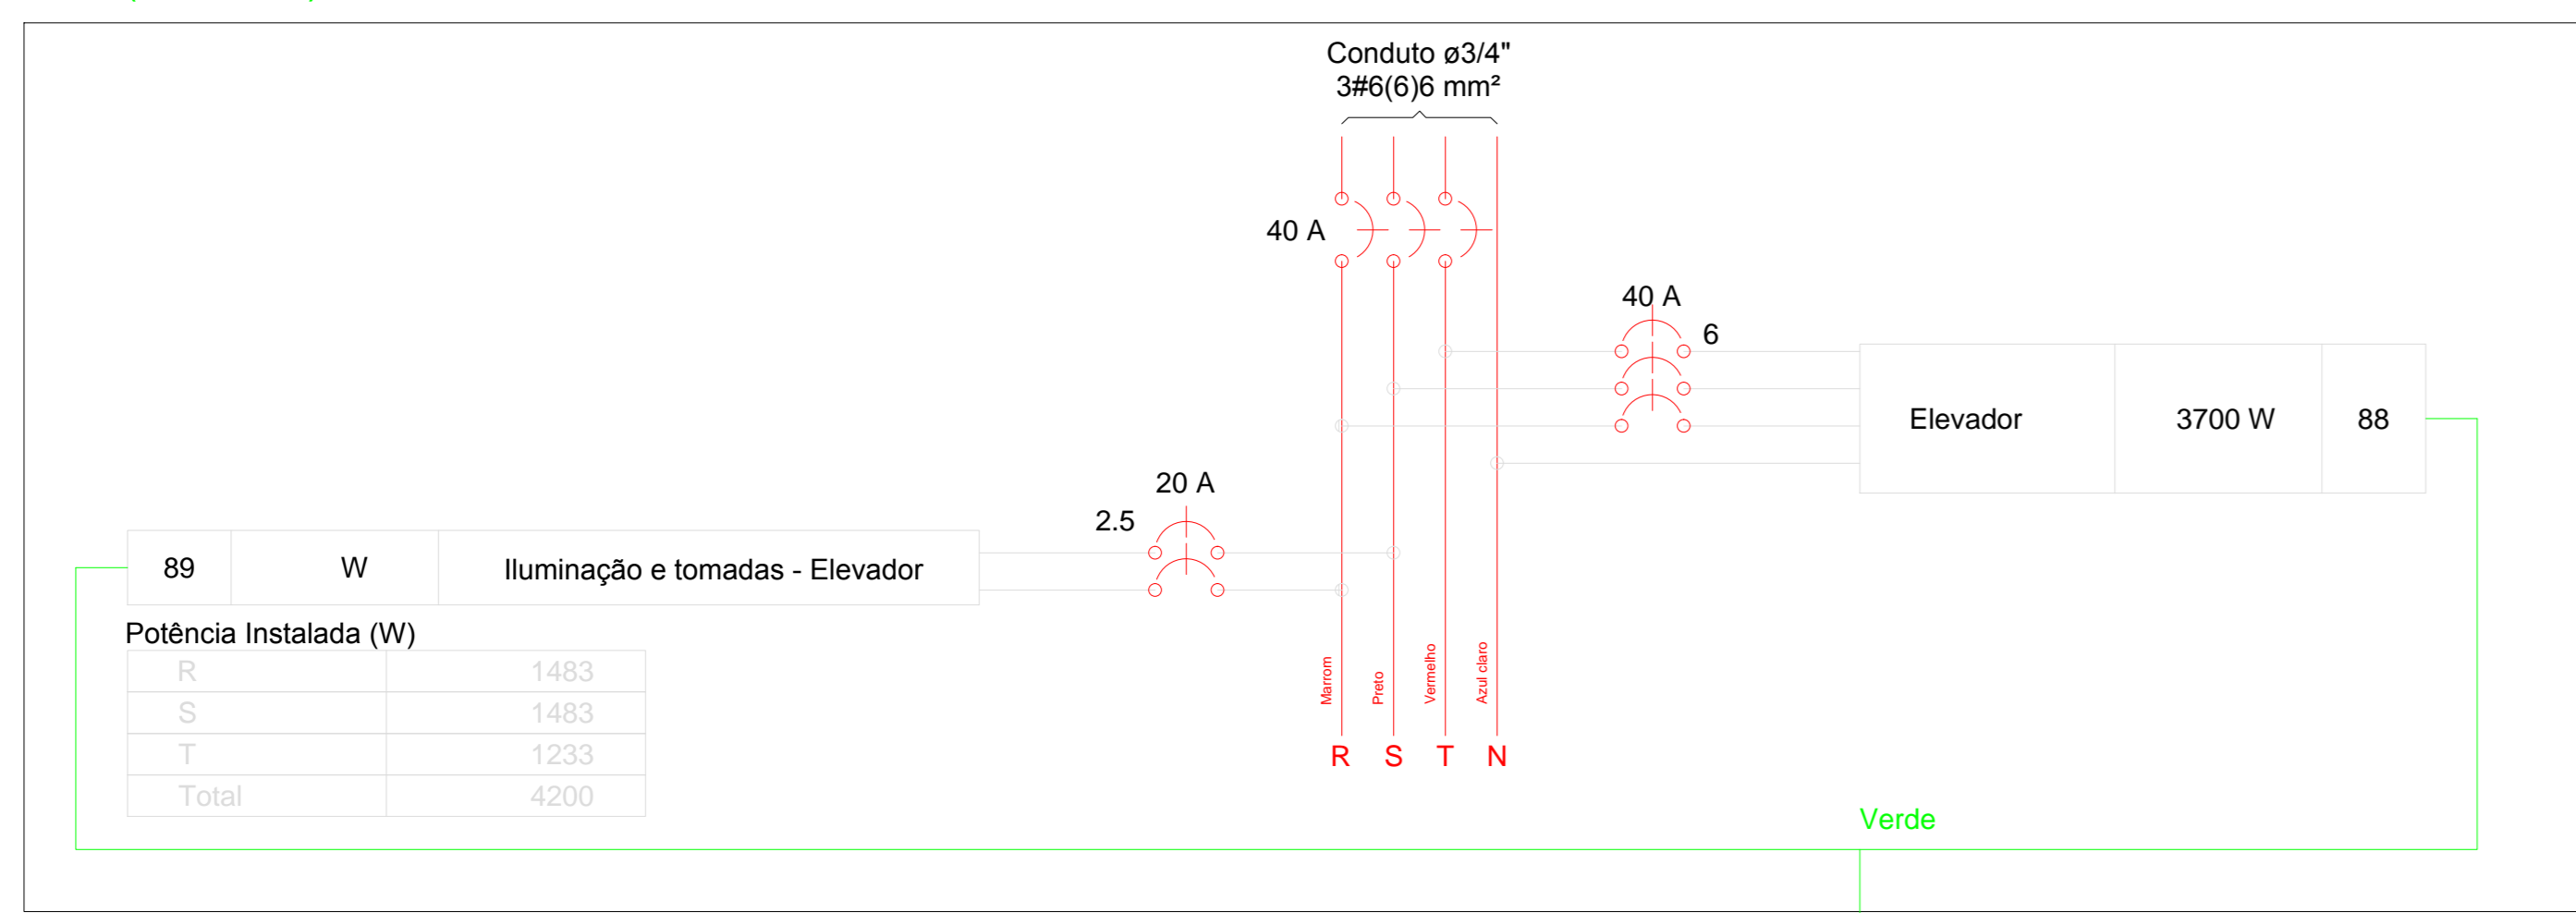 Conduto ø3/4"
3#6(6)6 mm²
40 A
40 A
6
Elevador 3700 W 88
20 A
2.5
89 W Iluminação e tomadas - Elevador
Potência Instalada (W)
R 1483
S 1483
T 1233
Total 4200
Marrom
Preto
Vermelho
Azul claro
R S T N
Verde